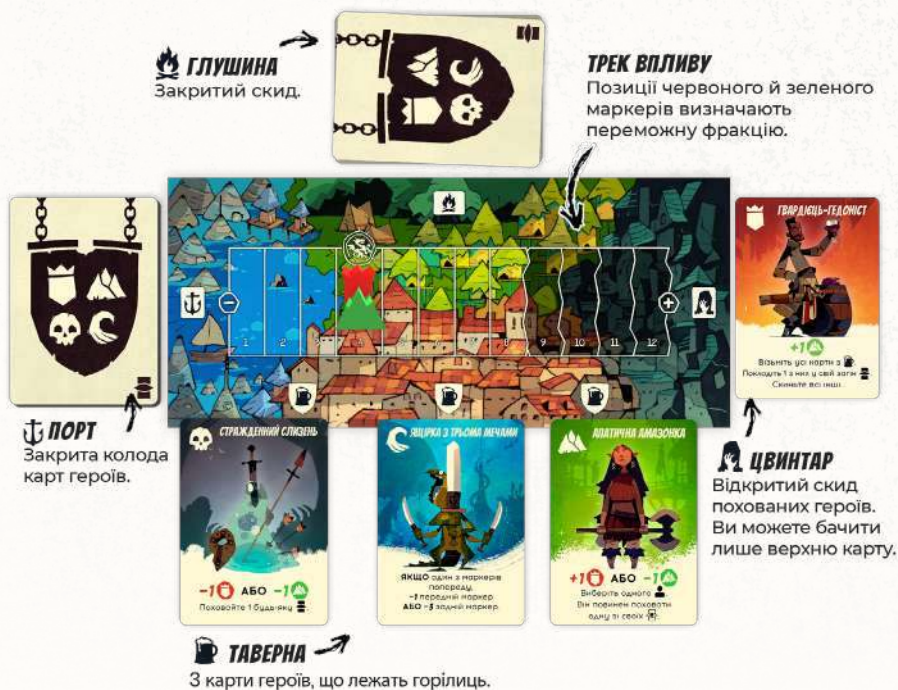 ГЛУШИНА
Закритий скид.
ТРЕК ВПЛИВУ
Позиції червоного й зеленого
маркерів визначають
переможну фракцію.
1 2 3 4 6 8 9 10 11 12
ГВАРДІЄЦЬ-ГЕДОНІСТ
+1
Візьміть усі карти з
Покладіть 1 з них у свій загін
Скиньте всі інші.
ПОРТ
Закрита колода
карт героїв.
СТРАЖДЕННИЙ СЛИЗЕНЬ
-1 АБО -1
Поховайте 1 будь-яку
ЯЩІРКА З ТРЬОМА МЕЧАМИ
ЯКЩО один з маркерів
попереду,
-1 передній маркер
АБО -3 задній маркер
АПАТИЧНА АМАЗОНКА
+1 АБО -1
Виберіть одного
Він повинен поховати
одну зі своїх
ЦВИНТАР
Відкритий скид
похованих героїв.
Ви можете бачити
лише верхню карту.
ТАВЕРНА
3 карти героїв, що лежать горілиць.